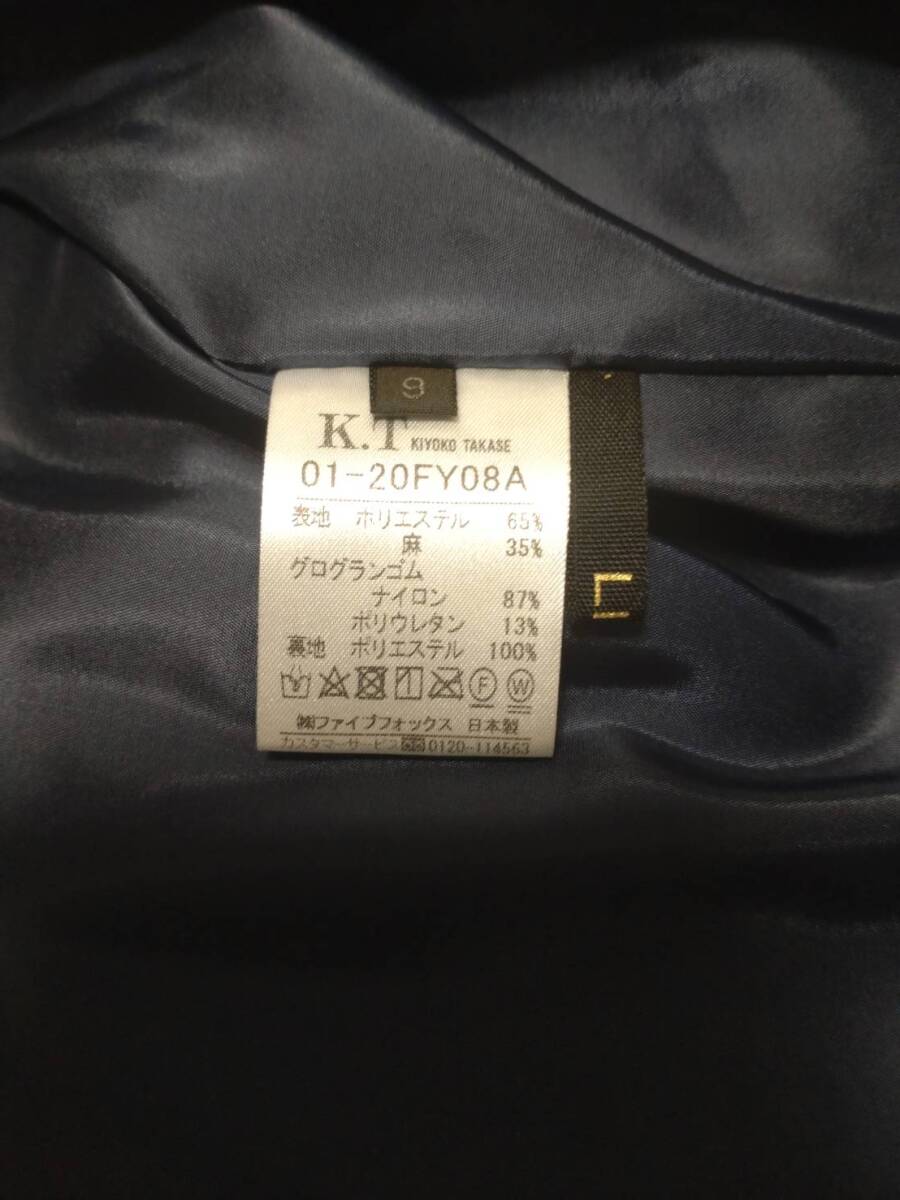 9
K.T KIYOKO TAKASE
01-20FY08A
表地 ポリエステル 65%
麻 35%
グログランゴム
ナイロン 87%
ポリウレタン 13%
裏地 ポリエステル 100%
F W
㈱ファイブフォックス 日本製
カスタマーサービス 0120-114563